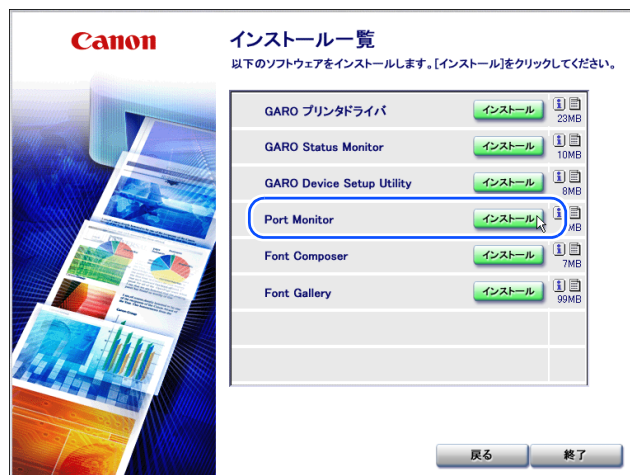 Canon
インストール一覧
以下のソフトウェアをインストールします。[インストール]をクリックしてください。
GARO プリンタドライバ インストール 23MB
GARO Status Monitor インストール 10MB
GARO Device Setup Utility インストール 8MB
Port Monitor インストール MB
Font Composer インストール 7MB
Font Gallery インストール 99MB
戻る 終了